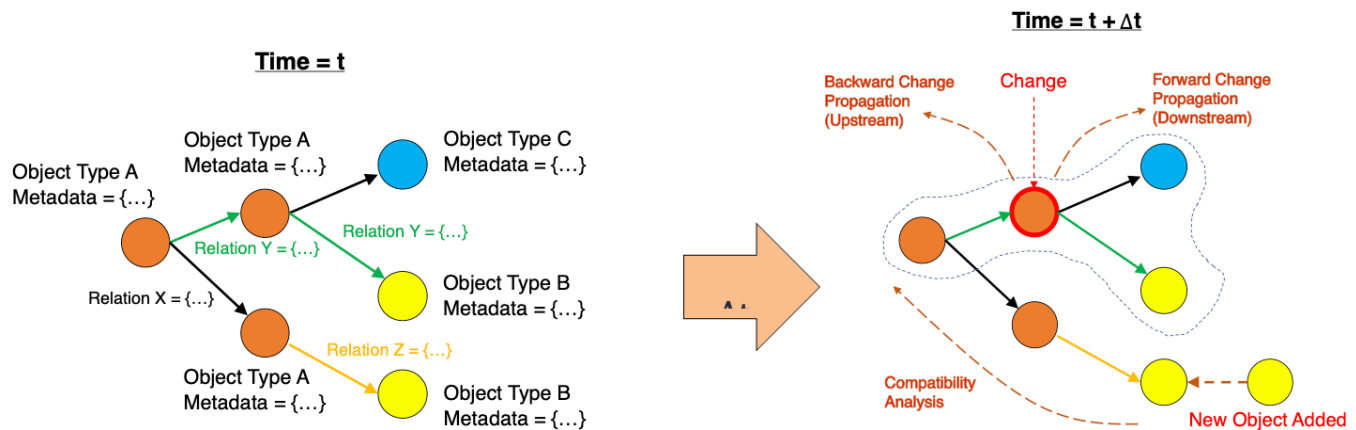 Time = t
Object Type A
Metadata = {...}
Object Type A
Metadata = {...}
Object Type C
Metadata = {...}
Relation Y = {...}
Relation Y = {...}
Relation X = {...}
Object Type B
Metadata = {...}
Relation Z = {...}
Object Type A
Metadata = {...}
Object Type B
Metadata = {...}
Time = t + Δt
Backward Change
Propagation
(Upstream)
Change
Forward Change
Propagation
(Downstream)
Compatibility
Analysis
New Object Added